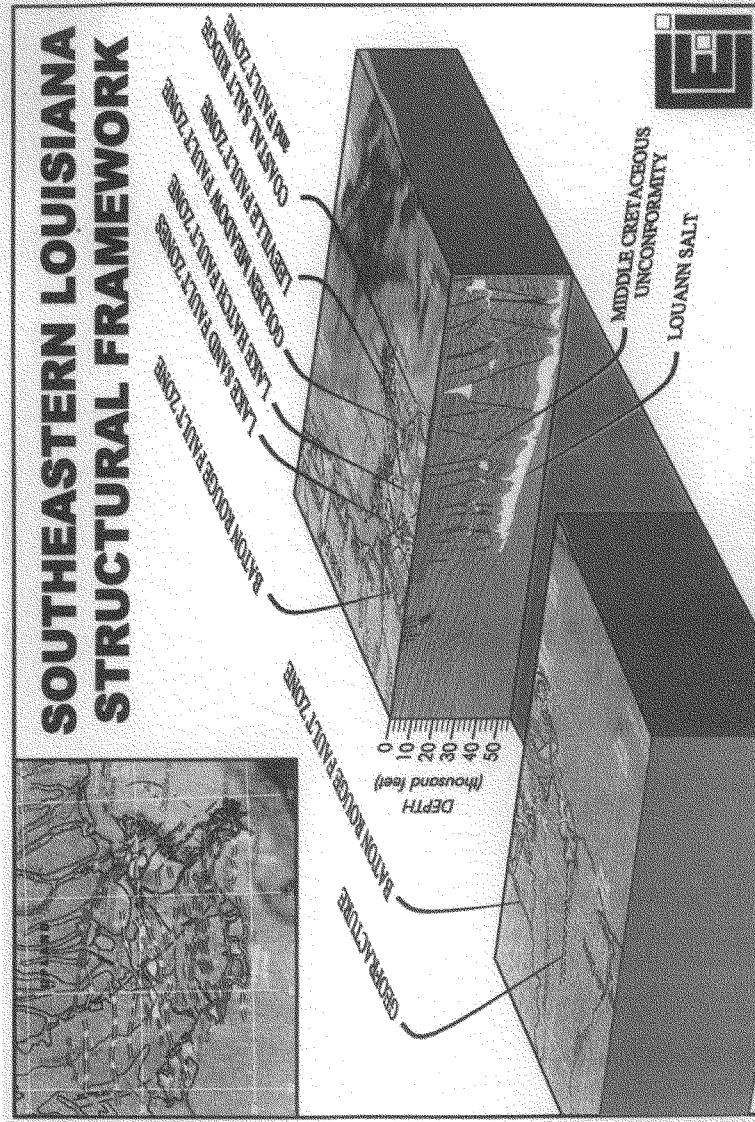 SOUTHEASTERN LOUISIANA
STRUCTURAL FRAMEWORK
GEOFRACTURE
BATON ROUGE FAULT ZONE
BATON ROUGE FAULT ZONE
LAKE SAND FAULT ZONES
LAKE HATCH FAULT ZONE
GOLDEN MEADOW FAULT ZONE
LEEVILLE FAULT ZONE
COASTAL SALT RIDGE
and FAULT ZONE
DEPTH
(thousand feet)
0
10
20
30
40
50
MIDDLE CRETACEOUS
UNCONFORMITY
LOUANN SALT